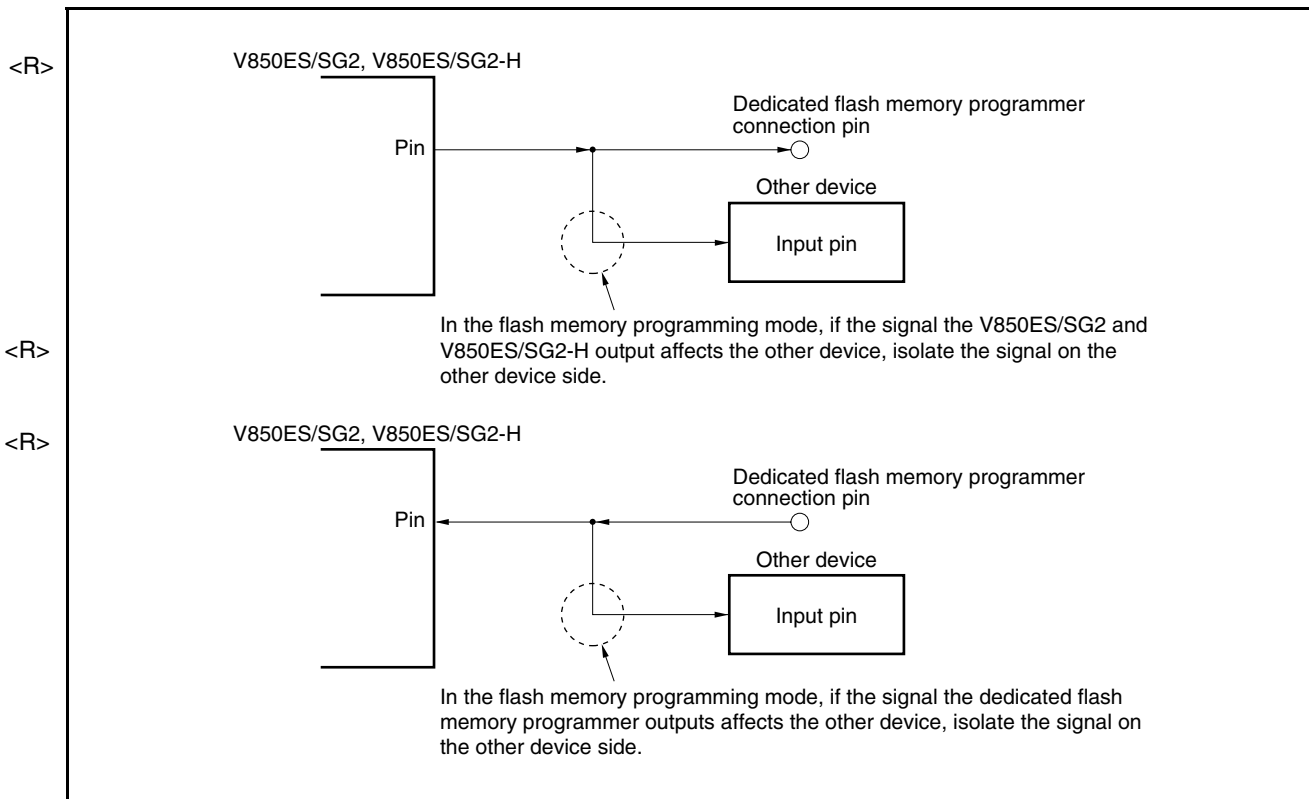 <R>
V850ES/SG2, V850ES/SG2-H
Dedicated flash memory programmer
connection pin
Pin
Other device
Input pin
In the flash memory programming mode, if the signal the V850ES/SG2 and
<R>
V850ES/SG2-H output affects the other device, isolate the signal on the
other device side.
<R>
V850ES/SG2, V850ES/SG2-H
Dedicated flash memory programmer
connection pin
Pin
Other device
Input pin
In the flash memory programming mode, if the signal the dedicated flash
memory programmer outputs affects the other device, isolate the signal on
the other device side.